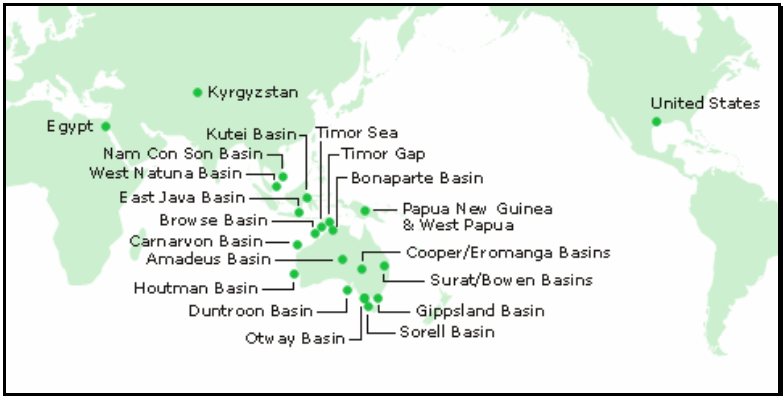 Kyrgyzstan
United States
Egypt
Kutei Basin
Timor Sea
Nam Con Son Basin
Timor Gap
West Natuna Basin
Bonaparte Basin
East Java Basin
Papua New Guinea
& West Papua
Browse Basin
Carnarvon Basin
Cooper/Eromanga Basins
Amadeus Basin
Surat/Bowen Basins
Houtman Basin
Duntroon Basin
Gippsland Basin
Otway Basin
Sorell Basin